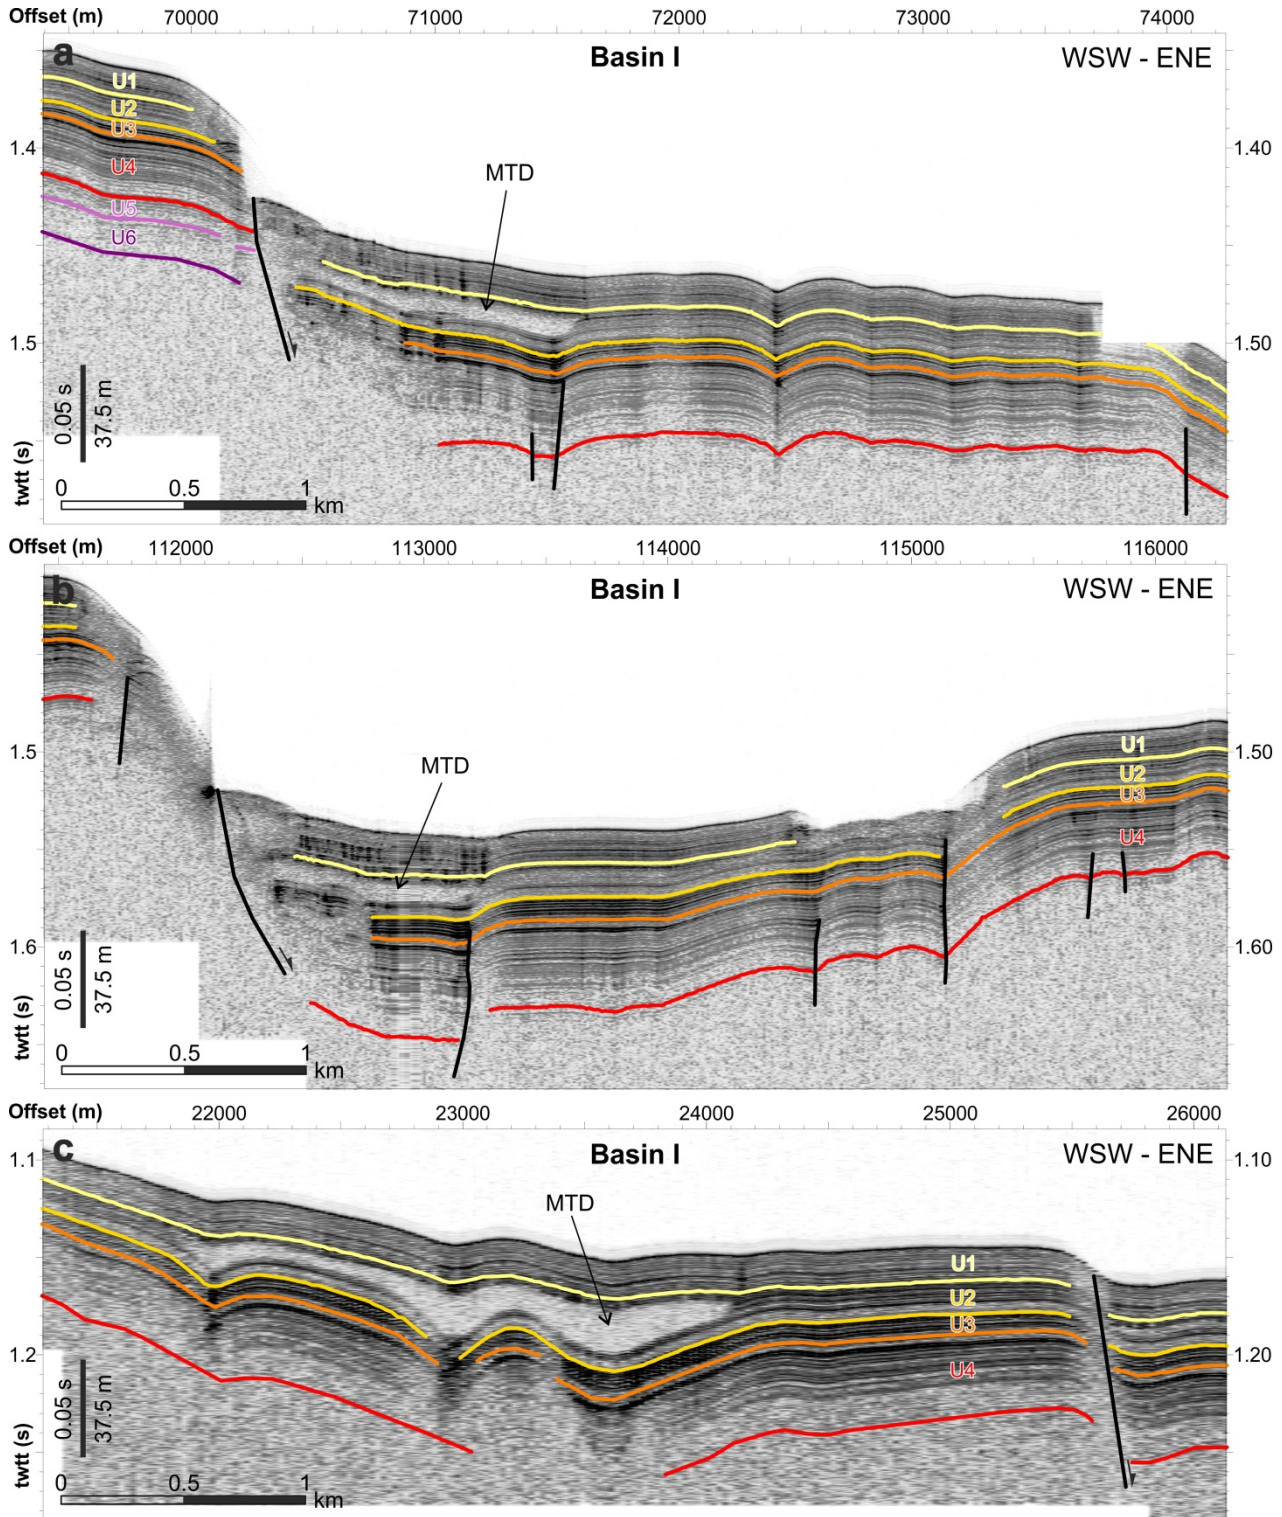 Offset (m) 70000 71000 72000 73000 74000
a Basin I WSW - ENE
U1
U2
U3
1.4 1.40
U4
MTD
U5
U6
1.5 1.50
0.05 s
37.5 m
twtt (s)
0 0.5 1
km
Offset (m) 112000 113000 114000 115000 116000
b Basin I WSW - ENE
1.5 U1 1.50
MTD
U2
U3
U4
1.6 1.60
0.05 s
37.5 m
twtt (s)
0 0.5 1
km
Offset (m) 22000 23000 24000 25000 26000
1.1 c Basin I WSW - ENE 1.10
MTD
U1
U2
U3
1.2 1.20
U4
0.05 s
37.5 m
twtt (s)
0 0.5 1
km